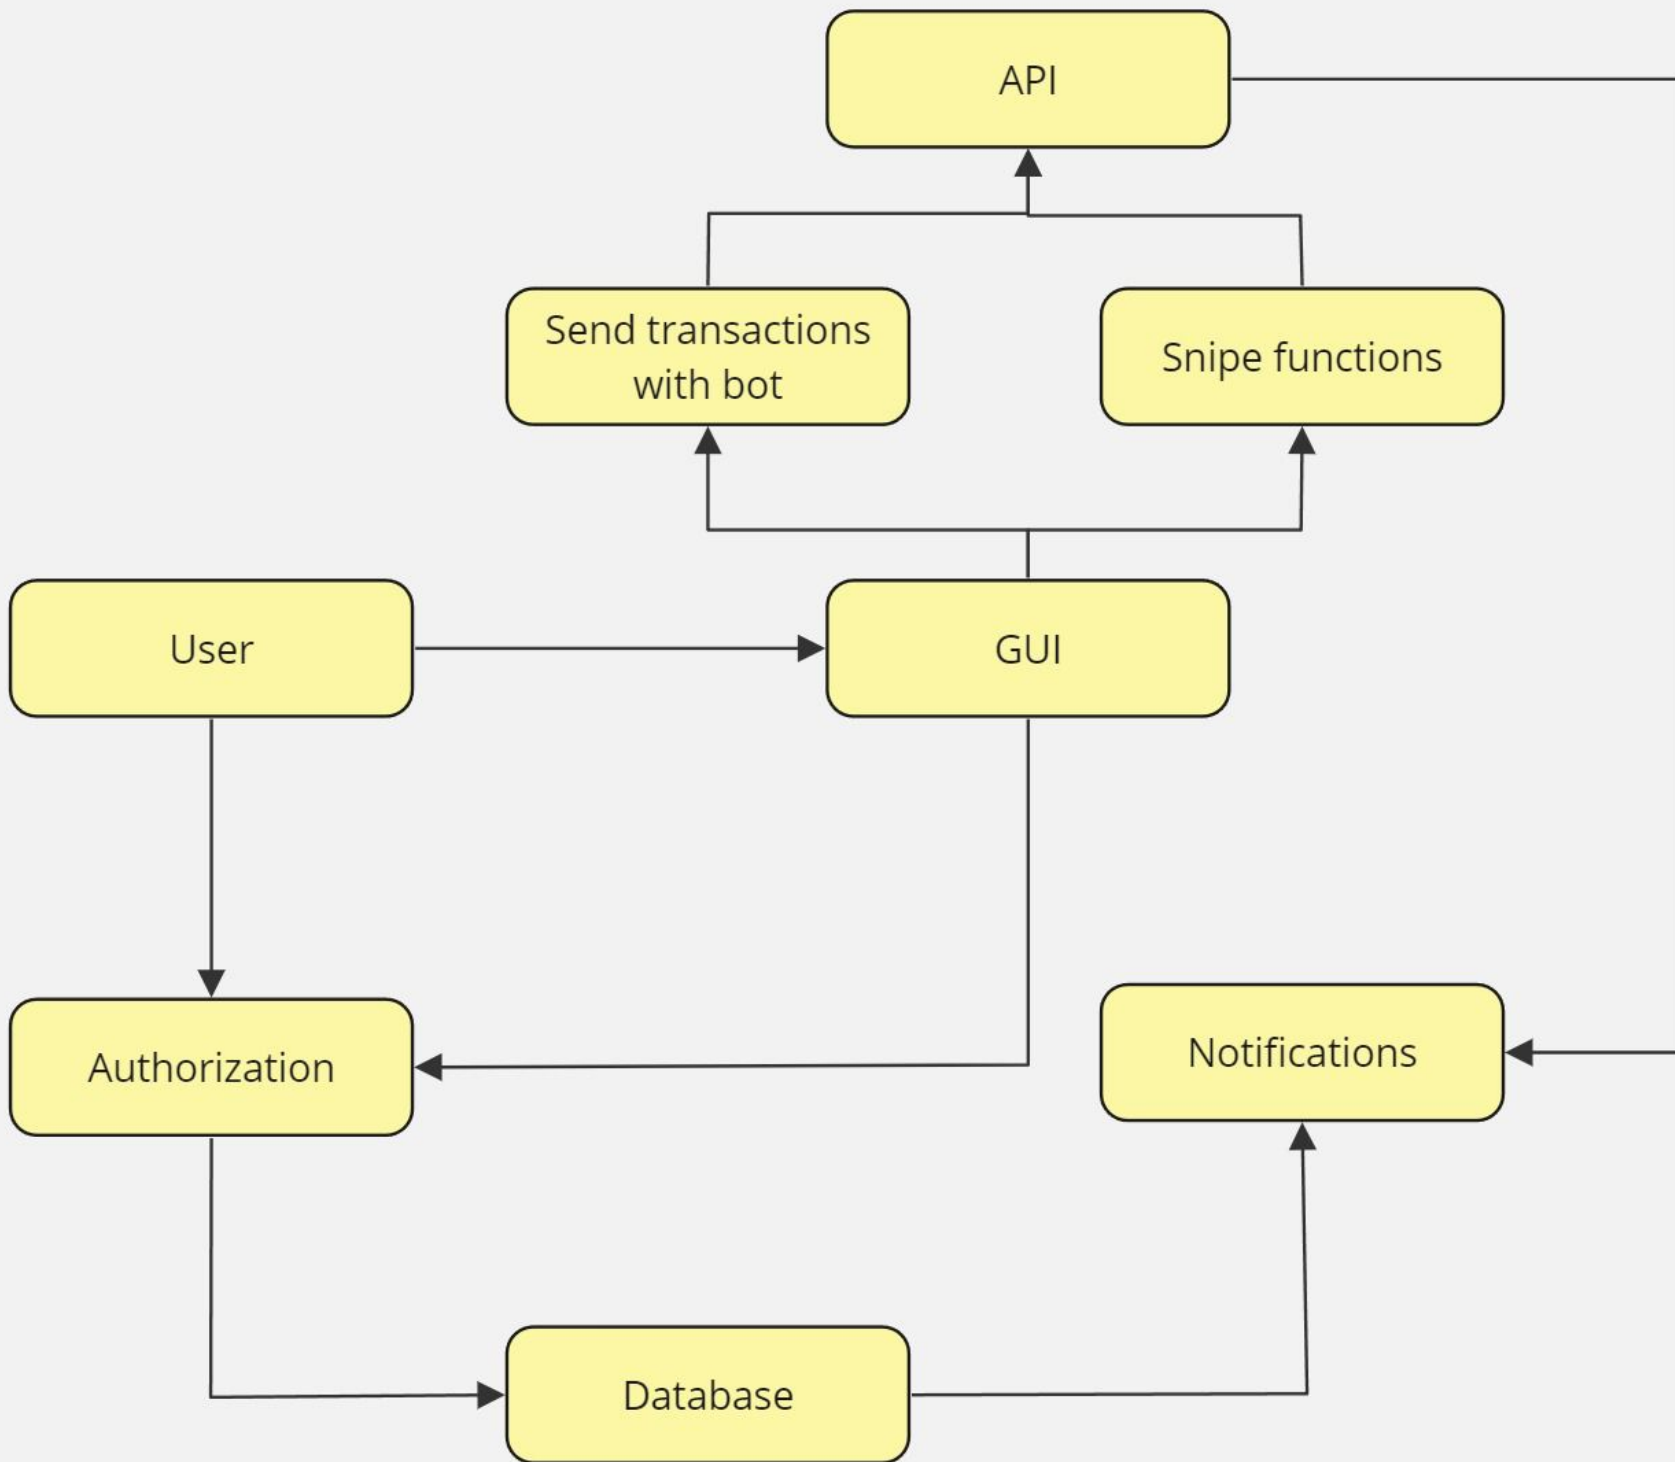 API
Send transactions
with bot
Snipe functions
User
GUI
Authorization
Notifications
Database